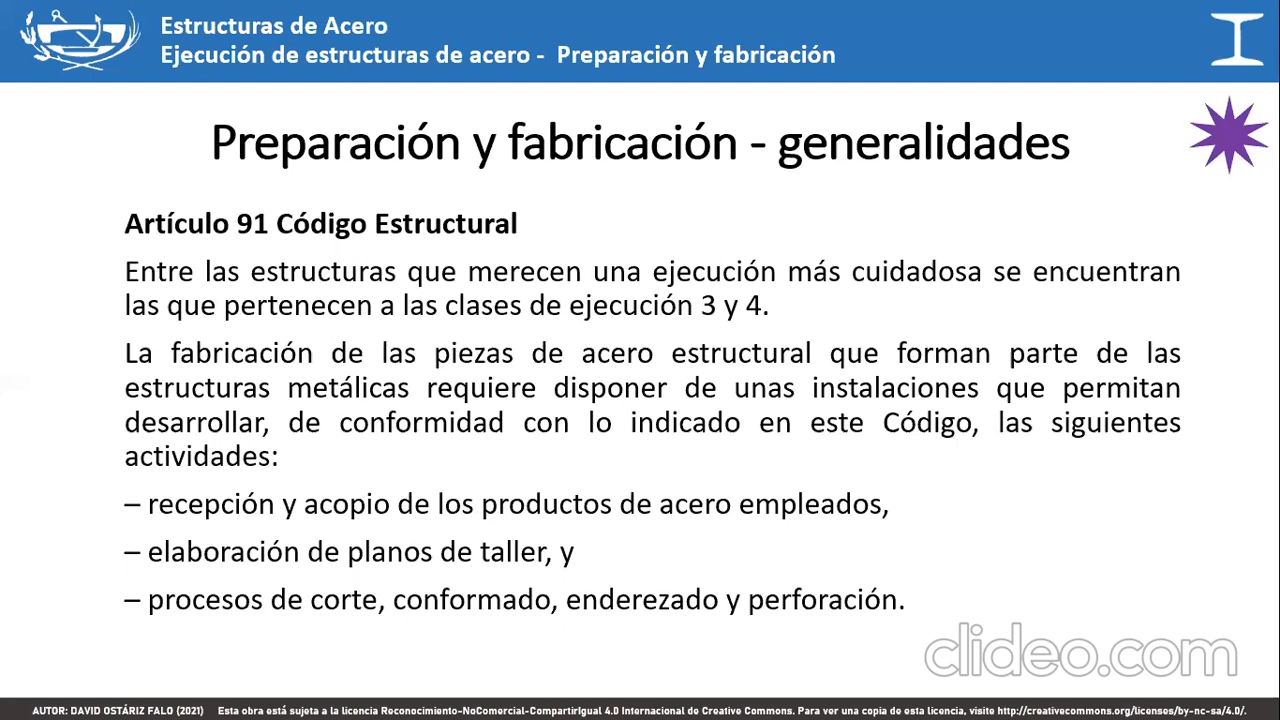 Estructuras de Acero
Ejecución de estructuras de acero - Preparación y fabricación
Preparación y fabricación - generalidades
Artículo 91 Código Estructural
Entre las estructuras que merecen una ejecución más cuidadosa se encuentran
las que pertenecen a las clases de ejecución 3 y 4.
La fabricación de las piezas de acero estructural que forman parte de las
estructuras metálicas requiere disponer de unas instalaciones que permitan
desarrollar, de conformidad con lo indicado en este Código, las siguientes
actividades:
– recepción y acopio de los productos de acero empleados,
– elaboración de planos de taller, y
– procesos de corte, conformado, enderezado y perforación.
clideo.com
AUTOR: DAVID OSTÁRIZ FALO (2021) Esta obra está sujeta a la licencia Reconocimiento-NoComercial-CompartirIgual 4.0 Internacional de Creative Commons. Para ver una copia de esta licencia, visite http://creativecommons.org/licenses/by-nc-sa/4.0/.